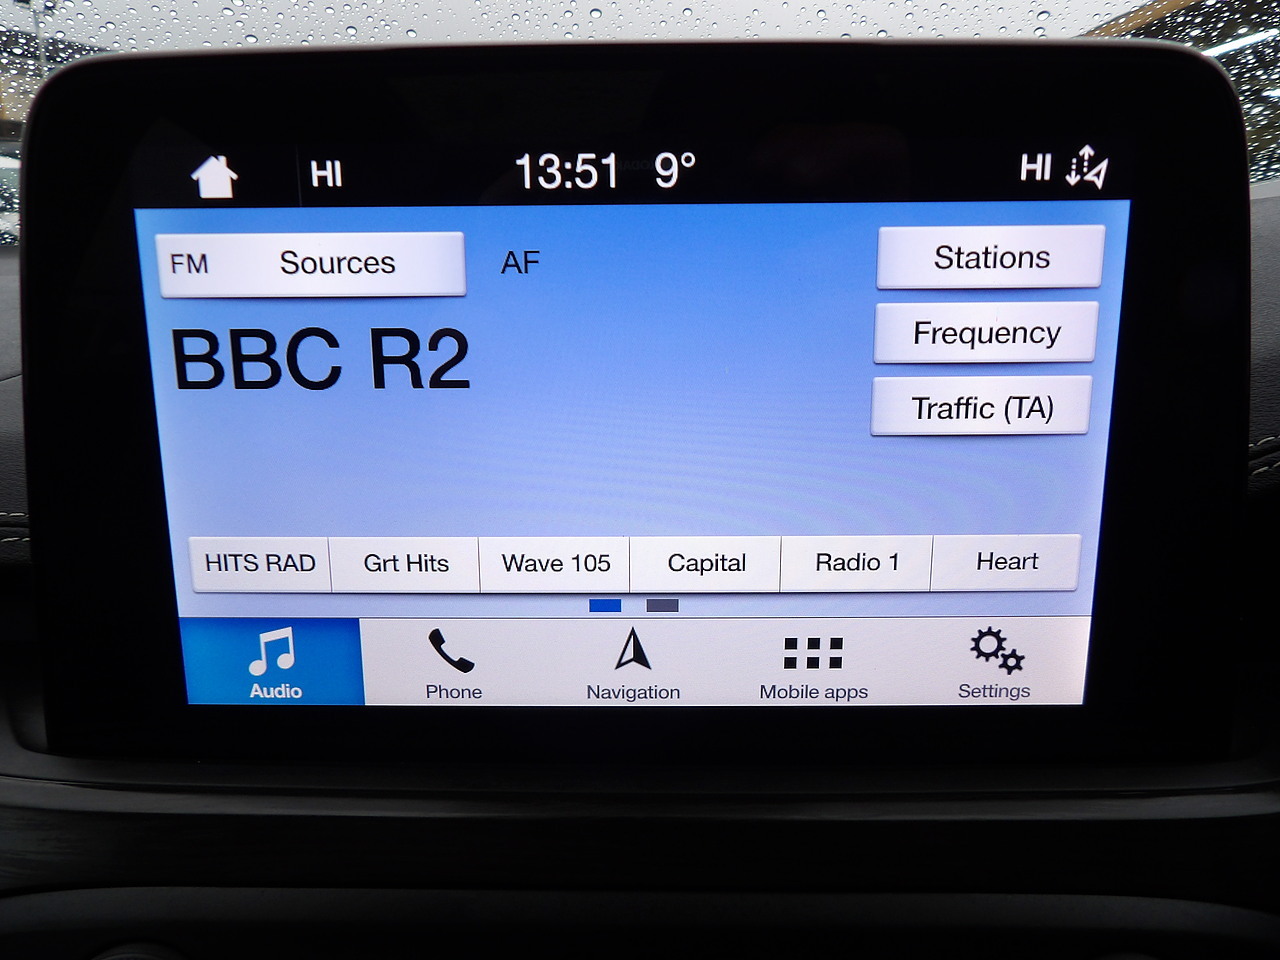 HI 13:51 9° HI
FM Sources AF Stations
BBC R2
Frequency
Traffic (TA)
HITS RAD Grt Hits Wave 105 Capital Radio 1 Heart
Audio Phone Navigation Mobile apps Settings